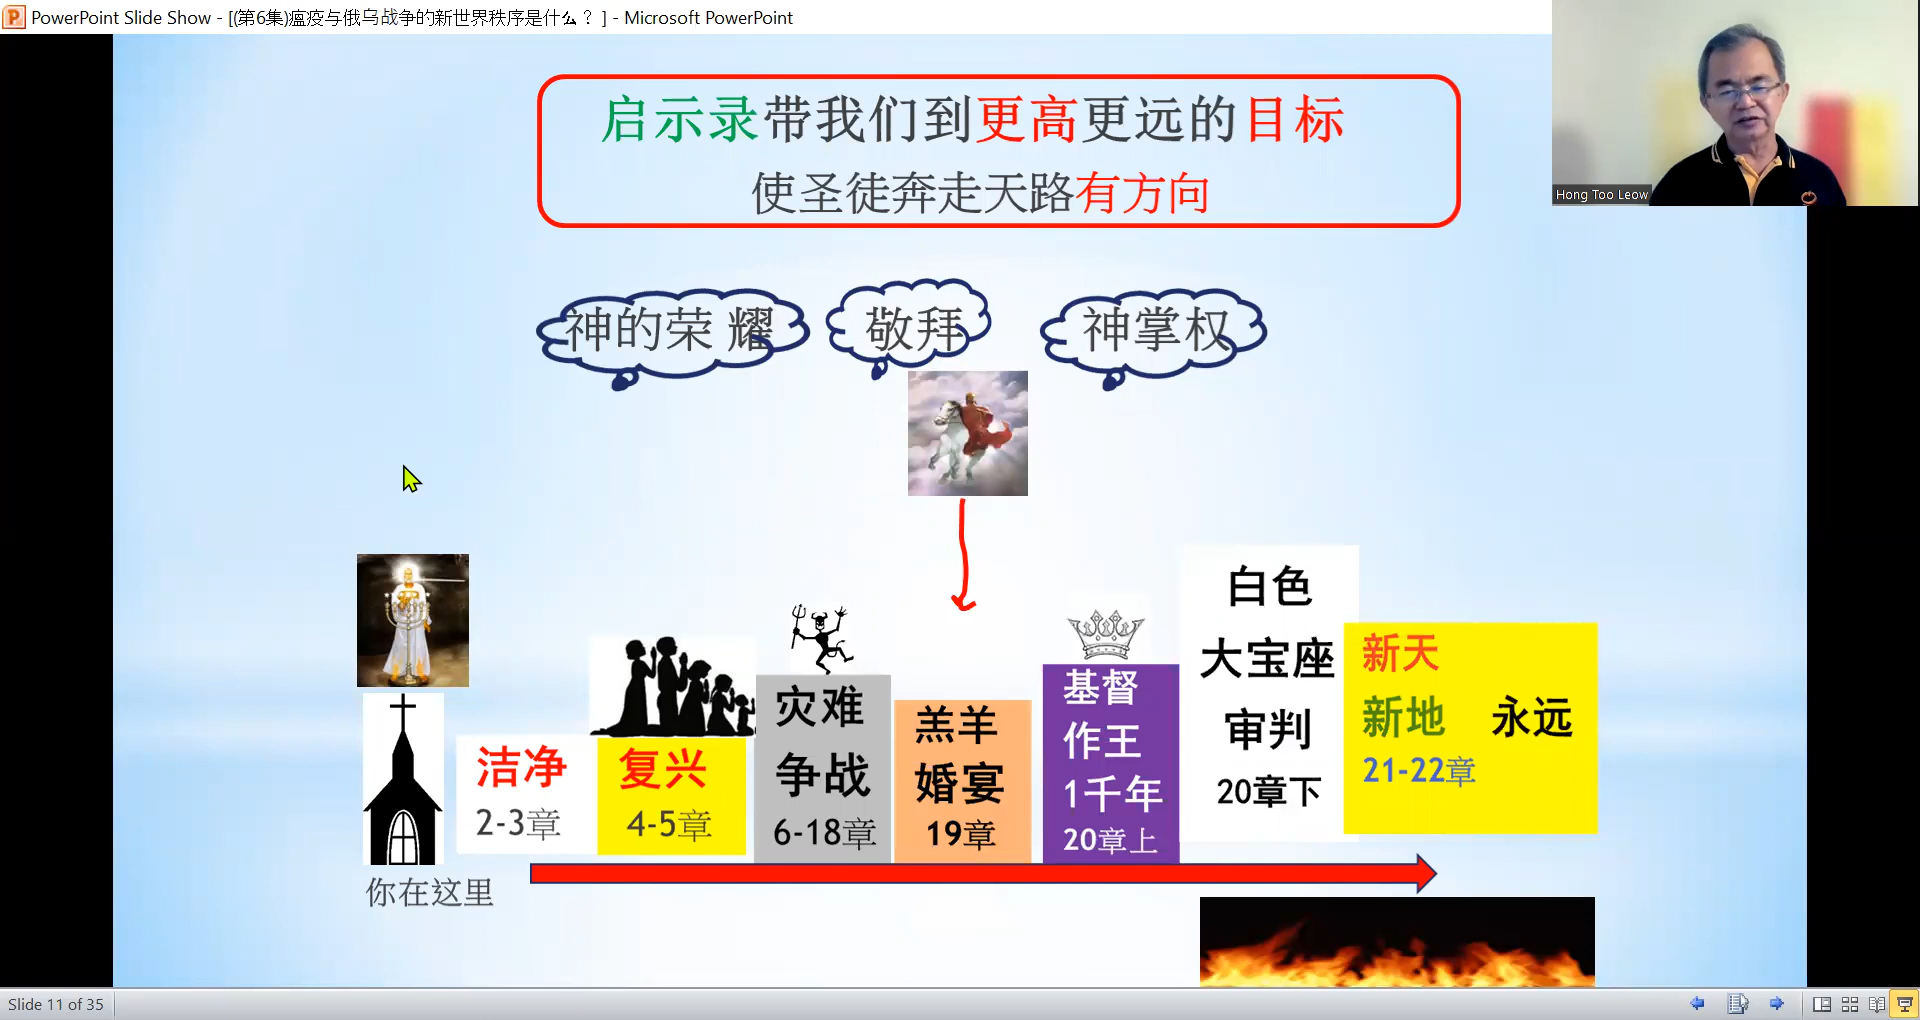 PowerPoint Slide Show - [(第6集)瘟疫与俄乌战争的新世界秩序是什么？ ] - Microsoft PowerPoint
Hong Too Leow
启示录带我们到更高更远的目标
使圣徒奔走天路有方向
神的荣 耀
敬拜
神掌权
你在这里
洁净
2-3章
复兴
4-5章
灾难
争战
6-18章
羔羊
婚宴
19章
基督
作王
1千年
20章上
白色
大宝座
审判
20章下
新天
新地 永远
21-22章
Slide 11 of 35